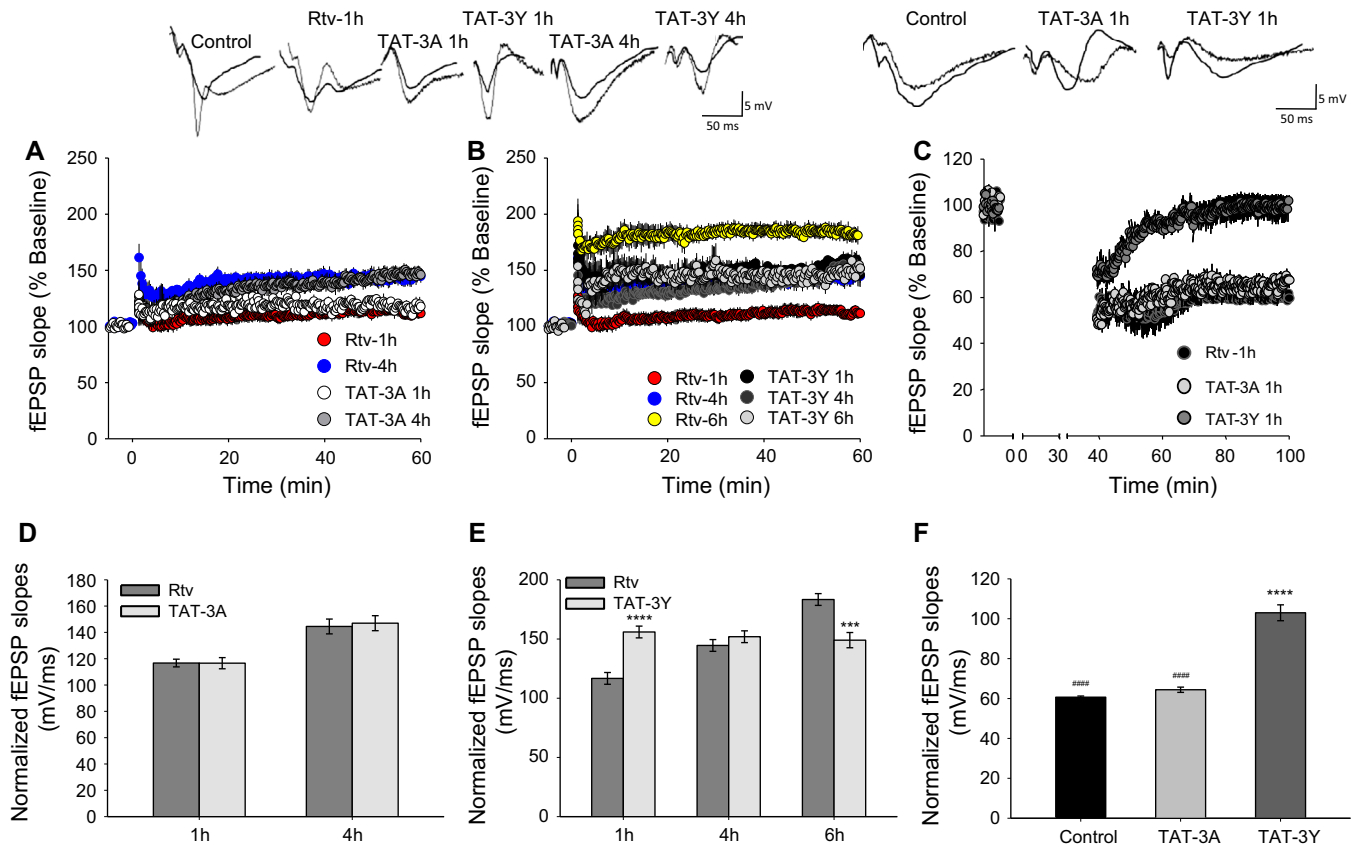 Rtv-1h
TAT-3Y 1h
TAT-3Y 4h
Control
TAT-3A 1h
TAT-3A 4h
5 mV
50 ms
Control
TAT-3A 1h
TAT-3Y 1h
5 mV
50 ms
A
fEPSP slope (% Baseline)
250
200
150
100
50
0
Rtv-1h
Rtv-4h
TAT-3A 1h
TAT-3A 4h
0 20 40 60
Time (min)
B
fEPSP slope (% Baseline)
250
200
150
100
50
0
Rtv-1h
Rtv-4h
Rtv-6h
TAT-3Y 1h
TAT-3Y 4h
TAT-3Y 6h
0 20 40 60
Time (min)
C
fEPSP slope (% Baseline)
120
100
80
60
40
20
0
Rtv-1h
TAT-3A 1h
TAT-3Y 1h
0 0 30 40 60 80 100
Time (min)
D
Normalized fEPSP slopes
(mV/ms)
180
160
140
120
100
80
60
40
20
0
Rtv
TAT-3A
1h 4h
E
Normalized fEPSP slopes
(mV/ms)
200
150
100
50
0
Rtv
TAT-3Y
****
***
1h 4h 6h
F
Normalized fEPSP slopes
(mV/ms)
120
100
80
60
40
20
0
####
####
****
Control TAT-3A TAT-3Y